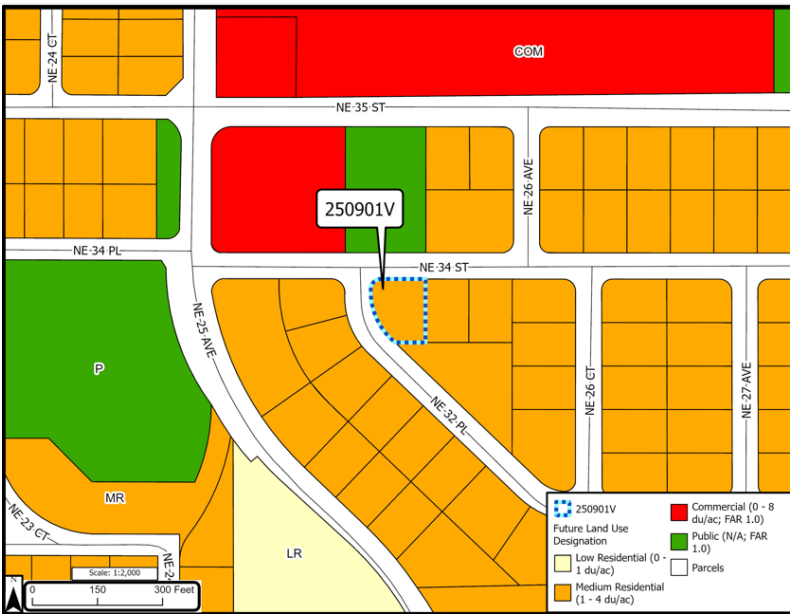 NE 24 CT
COM
NE 35 ST
NE 26 AVE
250901V
NE 34 PL
NE 34 ST
NE 25 AVE
P
NE 32 PL
NE 26 CT
NE 27 AVE
MR
NE 23 CT
LR
NE 24
N
Scale: 1:2,000
0 150 300 Feet
250901V
Future Land Use
Designation
Low Residential (0 -
1 du/ac)
Medium Residential
(1 - 4 du/ac)
Commercial (0 - 8
du/ac; FAR 1.0)
Public (N/A; FAR
1.0)
Parcels